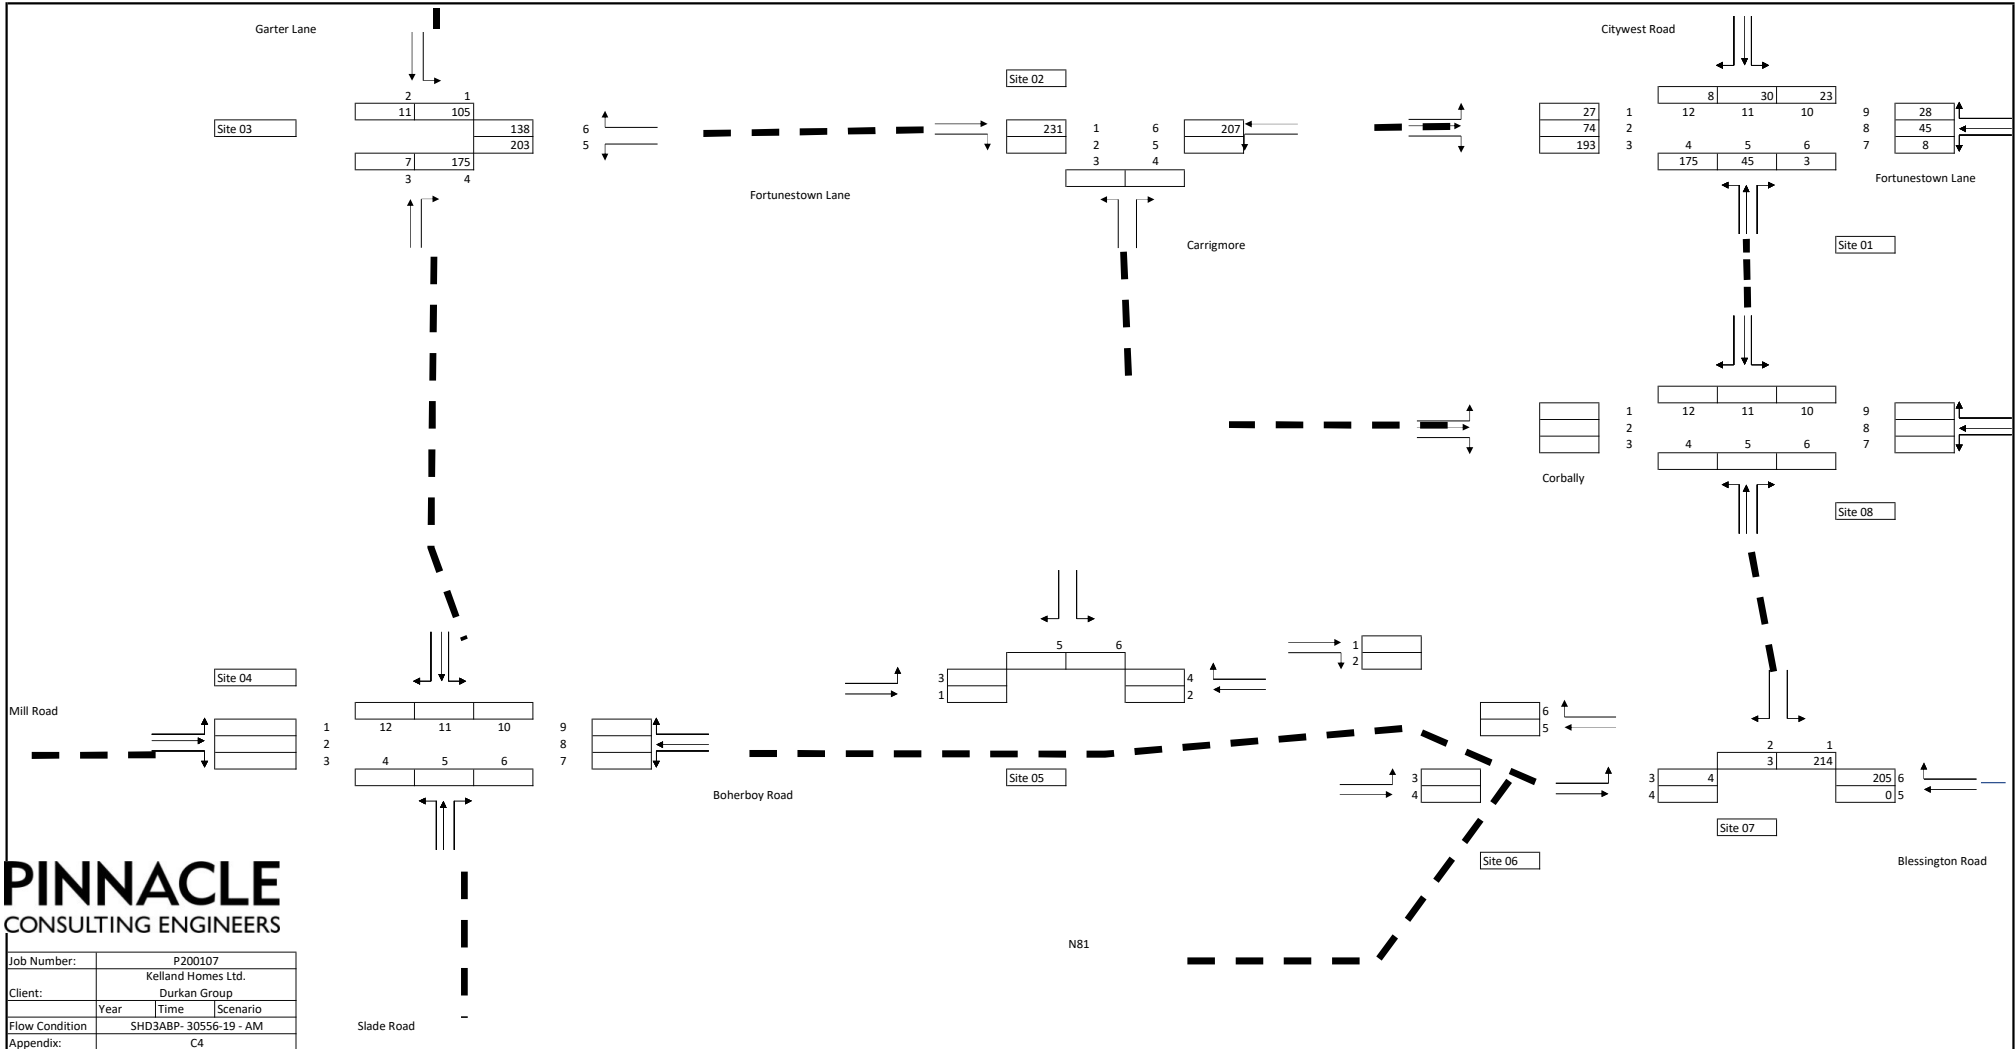 Garter Lane
Citywest Road
Site 02
2 1
11 105
Site 03
138 6
203 5
7 175
3 4
231 1 6 207
2 5
3 4
8 30 23
27 1 12 11 10 9 28
74 2 8 45
193 3 4 5 6 7 8
175 45 3
Fortunestown Lane
Fortunestown Lane
Carrigmore
Site 01
1 12 11 10 9
2 8
3 4 5 6 7
Corbally
Site 08
5 6
3 4
1 2
1
2
Site 04
Mill Road
1 12 11 10 9
2 8
3 4 5 6 7
6
5
2 1
3 214
Site 05
3
4
3 4 205 6
4 0 5
Boherboy Road
Site 07
Site 06
Blessington Road
PINNACLE
CONSULTING ENGINEERS
N81
Job Number: P200107
Kelland Homes Ltd.
Client: Durkan Group
Year Time Scenario
Flow Condition SHD3ABP- 30556-19 - AM
Slade Road
Appendix: C4